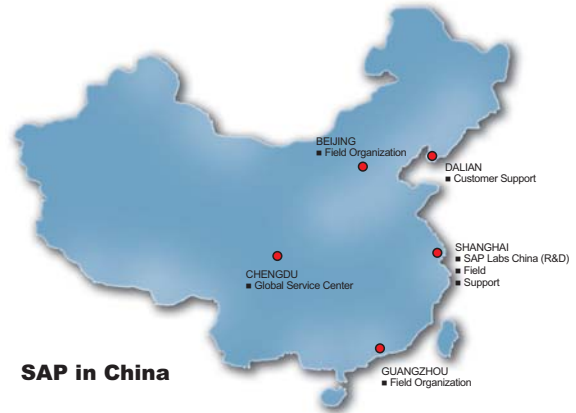 BEIJING
■ Field Organization
DALIAN
■ Customer Support
SHANGHAI
■ SAP Labs China (R&D)
■ Field
■ Support
CHENGDU
■ Global Service Center
SAP in China
GUANGZHOU
■ Field Organization